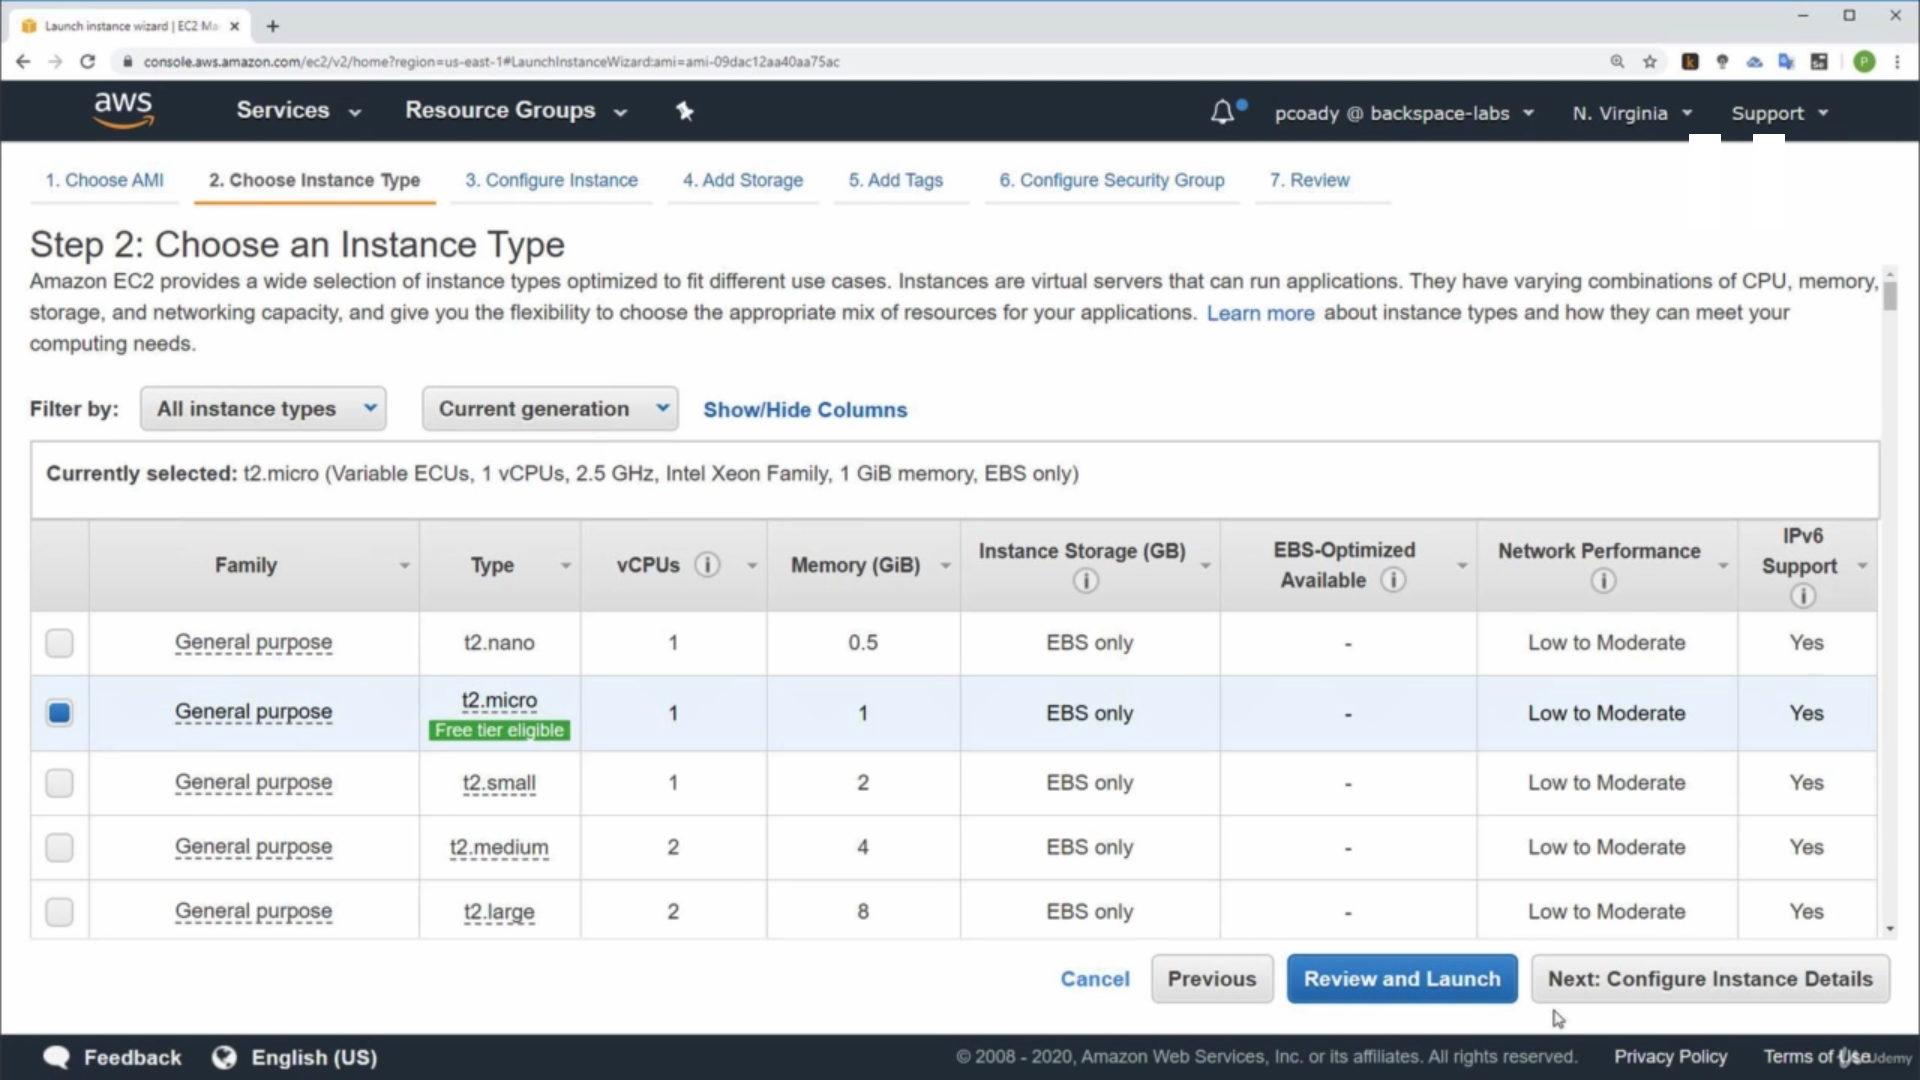 Launch instance wizard | EC2 Ma
console.aws.amazon.com/ec2/v2/home?region=us-east-1#LaunchInstanceWizard:ami=ami-09dac12aa40aa75ac
P
aws
Services
Resource Groups
pcoady @ backspace-labs
N. Virginia
Support
1. Choose AMI
2. Choose Instance Type
3. Configure Instance
4. Add Storage
5. Add Tags
6. Configure Security Group
7. Review
Step 2: Choose an Instance Type
Amazon EC2 provides a wide selection of instance types optimized to fit different use cases. Instances are virtual servers that can run applications. They have varying combinations of CPU, memory,
storage, and networking capacity, and give you the flexibility to choose the appropriate mix of resources for your applications. Learn more about instance types and how they can meet your
computing needs.
Filter by: All instance types Current generation Show/Hide Columns
Currently selected: t2.micro (Variable ECUs, 1 vCPUs, 2.5 GHz, Intel Xeon Family, 1 GiB memory, EBS only)
Family
Type
vCPUs
Memory (GiB)
Instance Storage (GB)
EBS-Optimized
Available
Network Performance
IPv6
Support
General purpose t2.nano 1 0.5 EBS only - Low to Moderate Yes
General purpose t2.micro 1 1 EBS only - Low to Moderate Yes
Free tier eligible
General purpose t2.small 1 2 EBS only - Low to Moderate Yes
General purpose t2.medium 2 4 EBS only - Low to Moderate Yes
General purpose t2.large 2 8 EBS only - Low to Moderate Yes
Cancel
Previous
Review and Launch
Next: Configure Instance Details
Feedback
English (US)
© 2008 - 2020, Amazon Web Services, Inc. or its affiliates. All rights reserved.
Privacy Policy
Terms of Use
Udemy